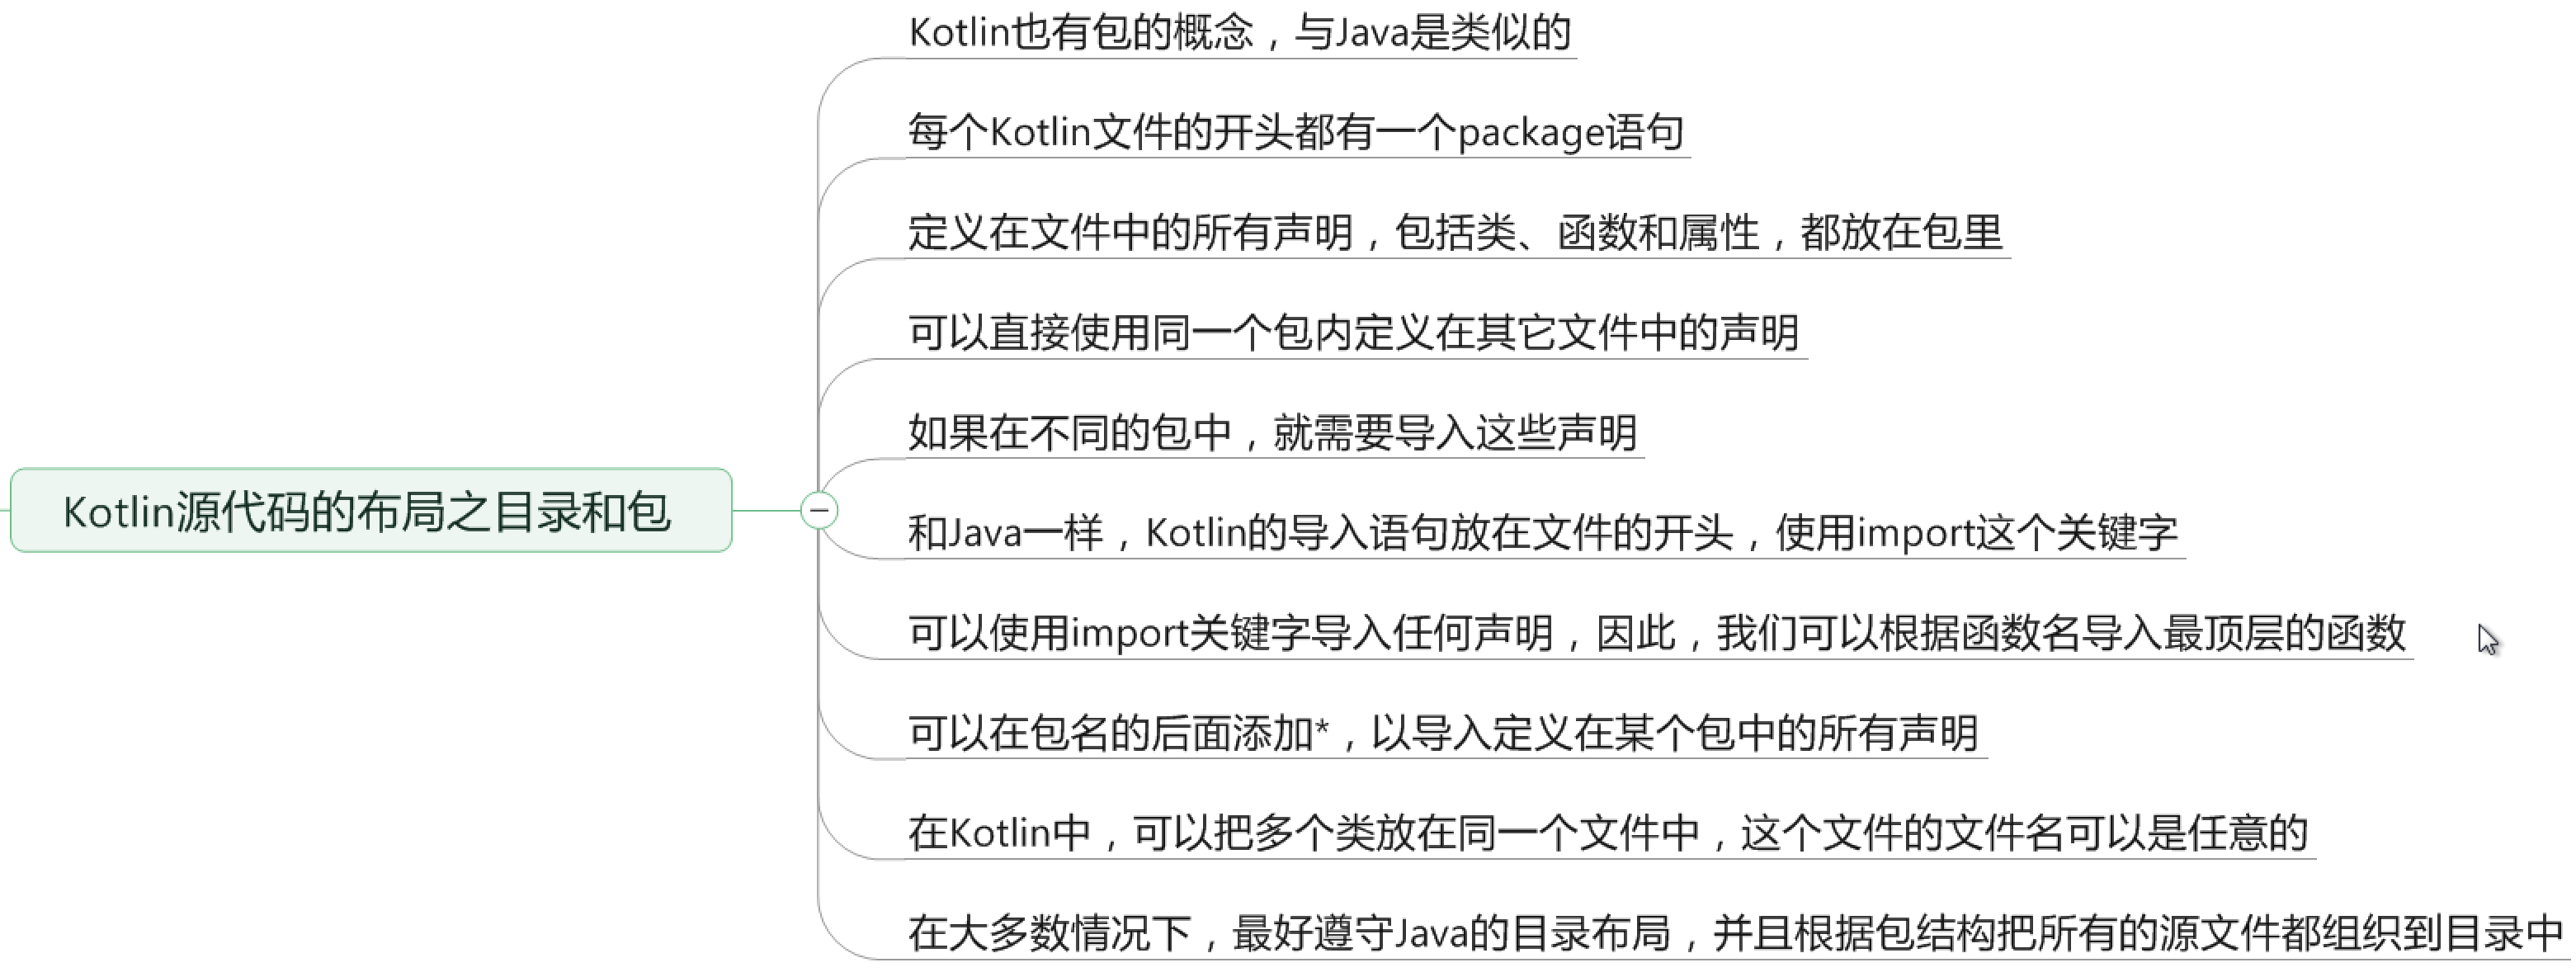 Kotlin也有包的概念，与Java是类似的
每个Kotlin文件的开头都有一个package语句
定义在文件中的所有声明，包括类、函数和属性，都放在包里
可以直接使用同一个包内定义在其它文件中的声明
如果在不同的包中，就需要导入这些声明
Kotlin源代码的布局之目录和包
和Java一样，Kotlin的导入语句放在文件的开头，使用import这个关键字
可以使用import关键字导入任何声明，因此，我们可以根据函数名导入最顶层的函数
可以在包名的后面添加*，以导入定义在某个包中的所有声明
在Kotlin中，可以把多个类放在同一个文件中，这个文件的文件名可以是任意的
在大多数情况下，最好遵守Java的目录布局，并且根据包结构把所有的源文件都组织到目录中